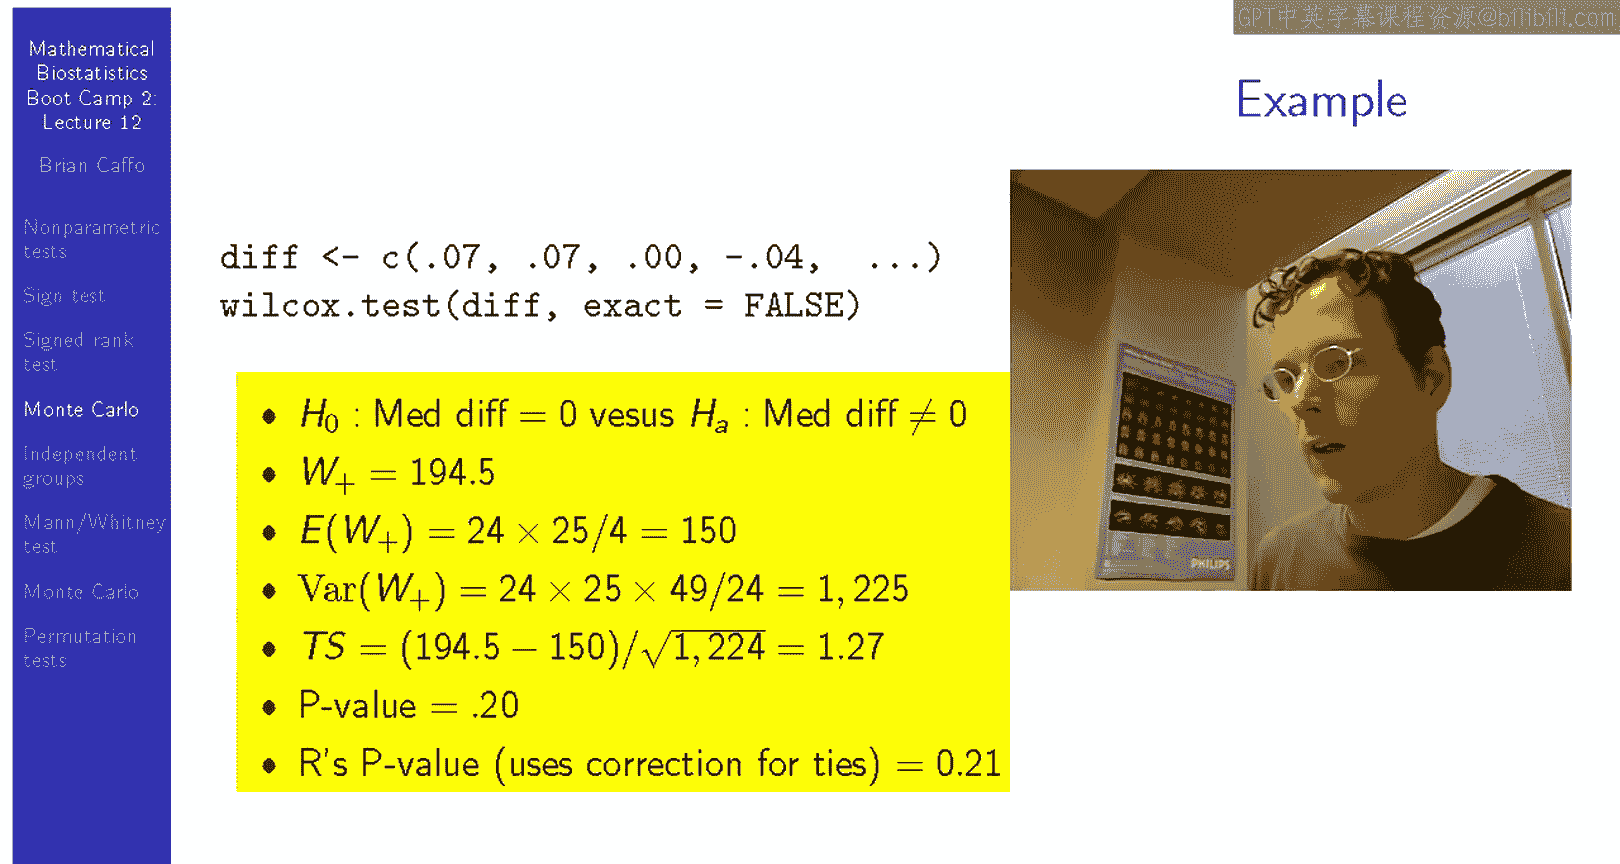 GPT中英字幕课程资源@bilibili.com
Mathematical
Biostatistics
Boot Camp 2:
Lecture 12
Brian Caffo
Nonparametric
tests
Sign test
Signed rank
test
Monte Carlo
Independent
groups
Mann/Whitney
test
Monte Carlo
Permutation
tests
Example
diff <- c(.07, .07, .00, -.04,  ...)
wilcox.test(diff, exact = FALSE)
• H₀ : Med diff = 0 vesus Hₐ : Med diff ≠ 0
• W₊ = 194.5
• E(W₊) = 24 × 25/4 = 150
• Var(W₊) = 24 × 25 × 49/24 = 1, 225
• TS = (194.5 − 150)/√1, 224 = 1.27
• P-value = .20
• R's P-value (uses correction for ties) = 0.21
PHILIPS